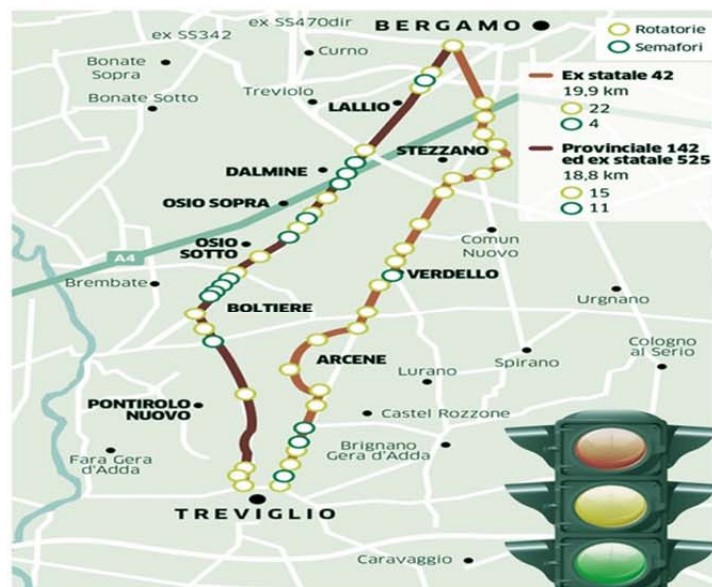 ex SS470dir
BERGAMO
ex SS342
Rotatorie
Semafori
Curno
Bonate
Sopra
Treviolo
LALLIO
Bonate Sotto
Ex statale 42
19,9 km
22
4
STEZZANO
DALMINE
Provinciale 142
ed ex statale 525
18,8 km
15
11
OSIO SOPRA
OSIO
SOTTO
Comun
Nuovo
A4
Brembate
VERDELLO
Urgnano
BOLTIERE
ARCENE
Spirano
Cologno
al Serio
Lurano
PONTIROLO
NUOVO
Castel Rozzone
Brignano
Gera d'Adda
Fara Gera
d'Adda
TREVIGLIO
Caravaggio